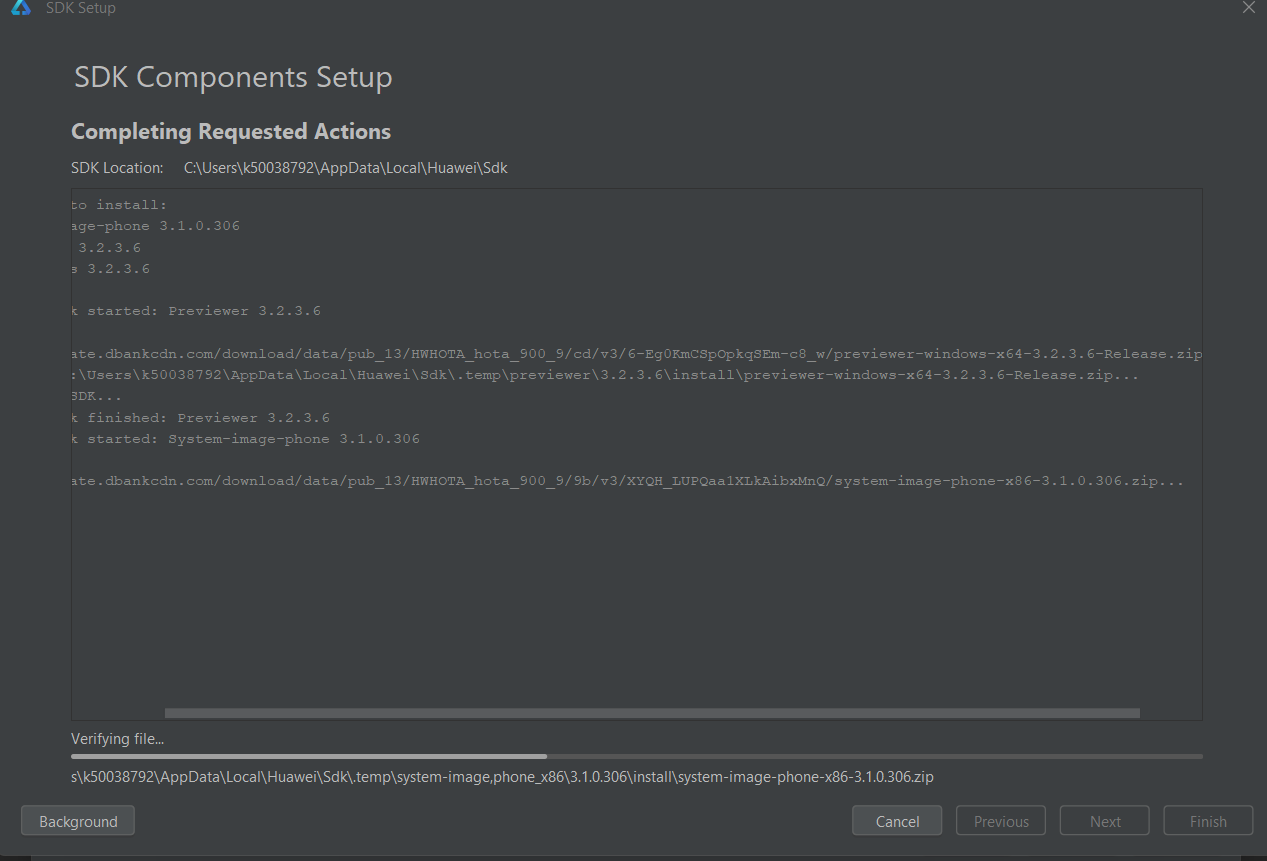 SDK Setup
SDK Components Setup
Completing Requested Actions
SDK Location: C:\Users\k50038792\AppData\Local\Huawei\Sdk
to install:
age-phone 3.1.0.306
3.2.3.6
s 3.2.3.6
k started: Previewer 3.2.3.6
ate.dbankcdn.com/download/data/pub_13/HWHOTA_hota_900_9/cd/v3/6-Eg0KmCSpOpkqSEm-c8_w/previewer-windows-x64-3.2.3.6-Release.zip
:\Users\k50038792\AppData\Local\Huawei\Sdk\.temp\previewer\3.2.3.6\install\previewer-windows-x64-3.2.3.6-Release.zip...
SDK...
k finished: Previewer 3.2.3.6
k started: System-image-phone 3.1.0.306
ate.dbankcdn.com/download/data/pub_13/HWHOTA_hota_900_9/9b/v3/XYQH_LUPQaa1XLkAibxMnQ/system-image-phone-x86-3.1.0.306.zip...
Verifying file...
s\k50038792\AppData\Local\Huawei\Sdk\.temp\system-image,phone_x86\3.1.0.306\install\system-image-phone-x86-3.1.0.306.zip
Background Cancel Previous Next Finish